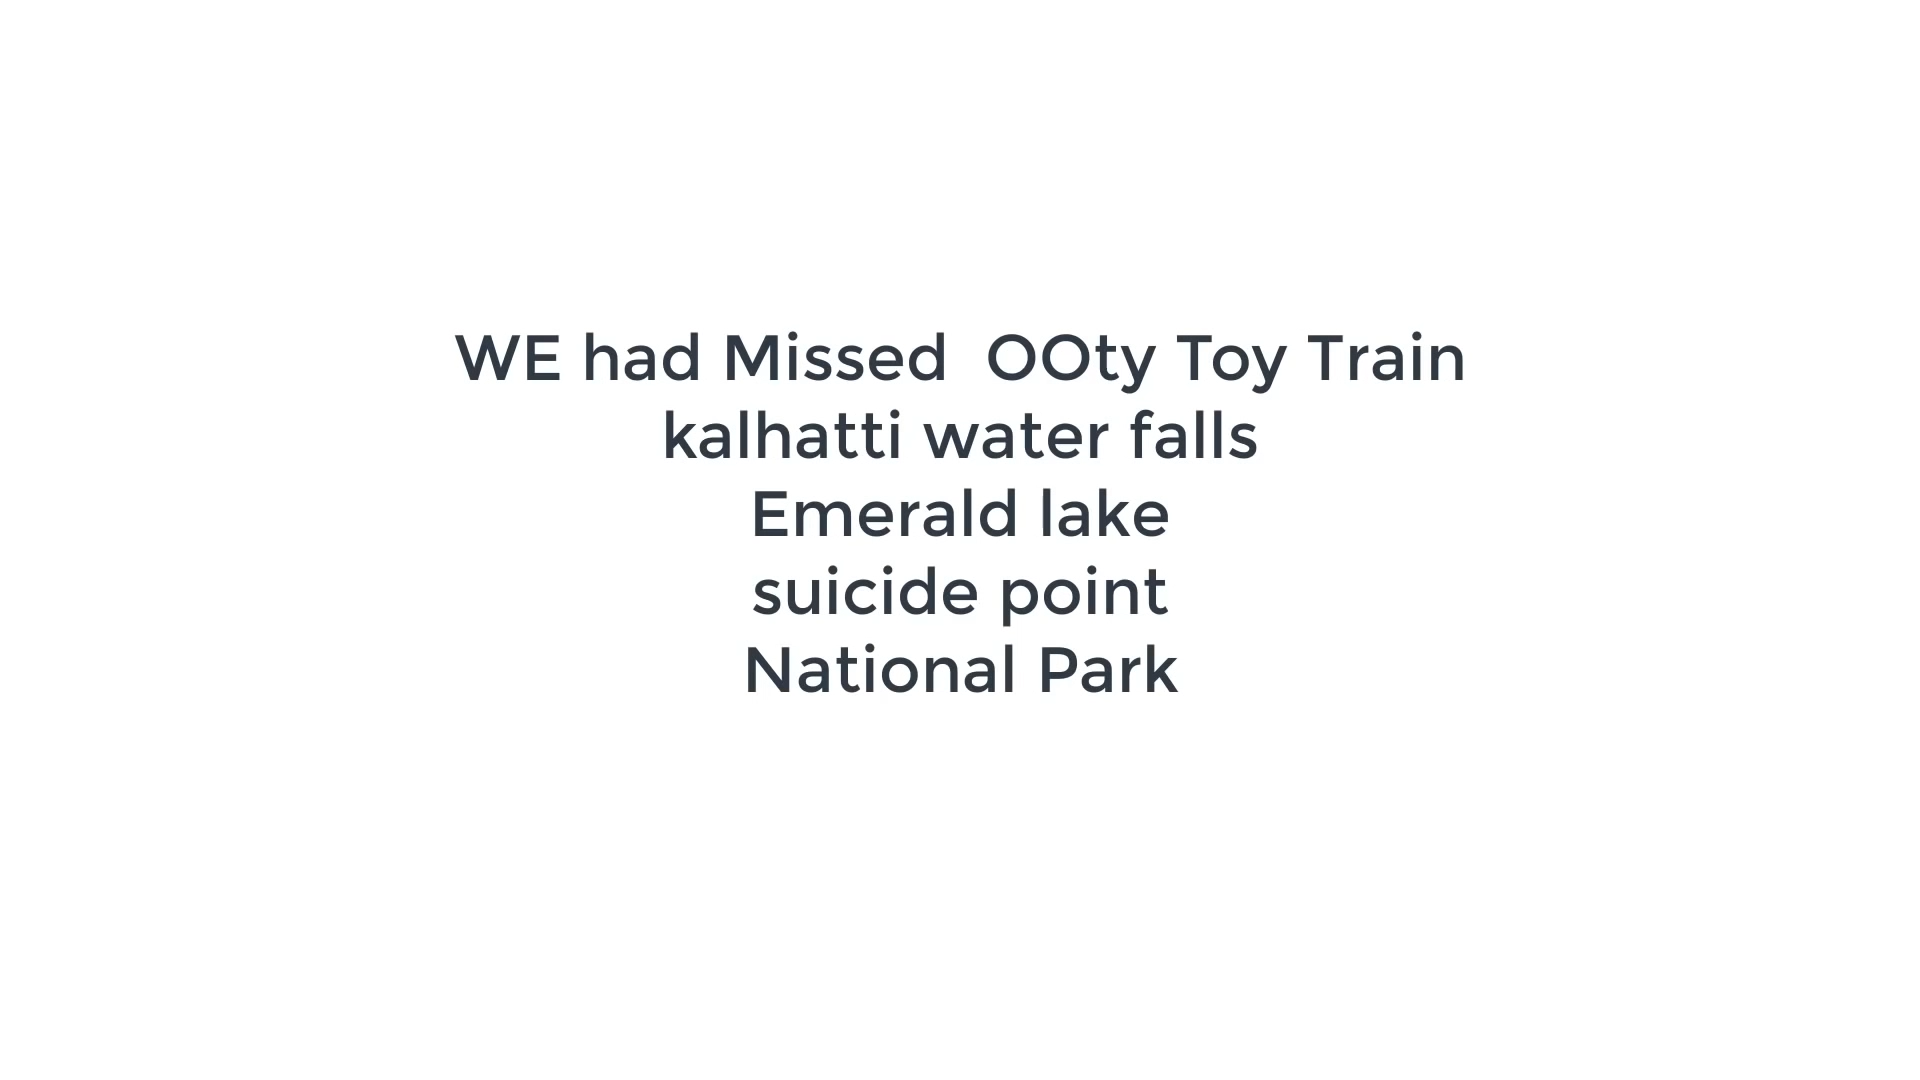 WE had Missed  OOty Toy Train
kalhatti water falls
Emerald lake
suicide point
National Park